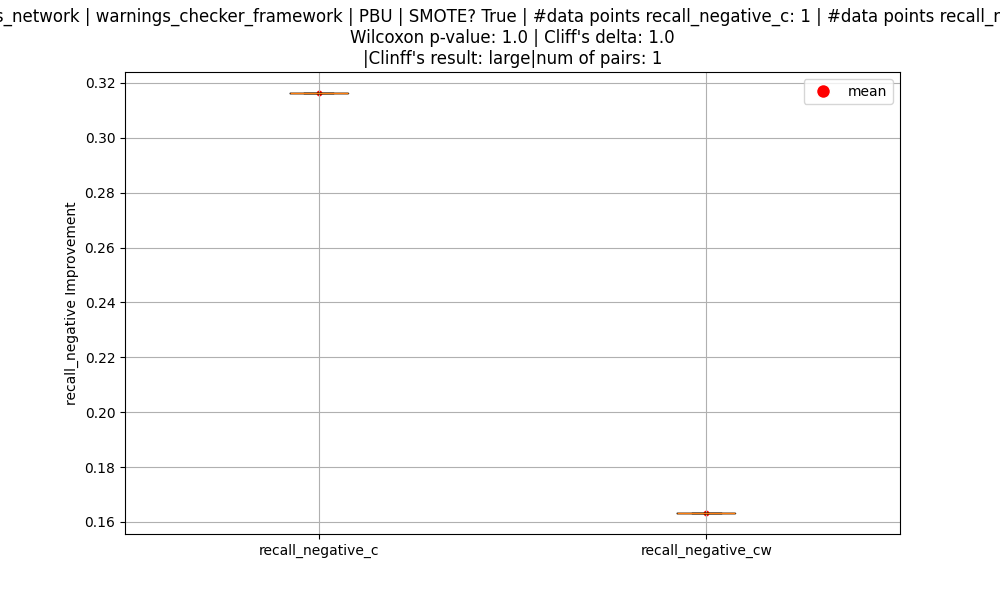 s_network | warnings_checker_framework | PBU | SMOTE? True | #data points recall_negative_c: 1 | #data points recall_r
Wilcoxon p-value: 1.0 | Cliff's delta: 1.0
|Clinff's result: large|num of pairs: 1
mean
0.32
0.30
0.28
0.26
0.24
0.22
0.20
0.18
0.16
recall_negative Improvement
recall_negative_c
recall_negative_cw